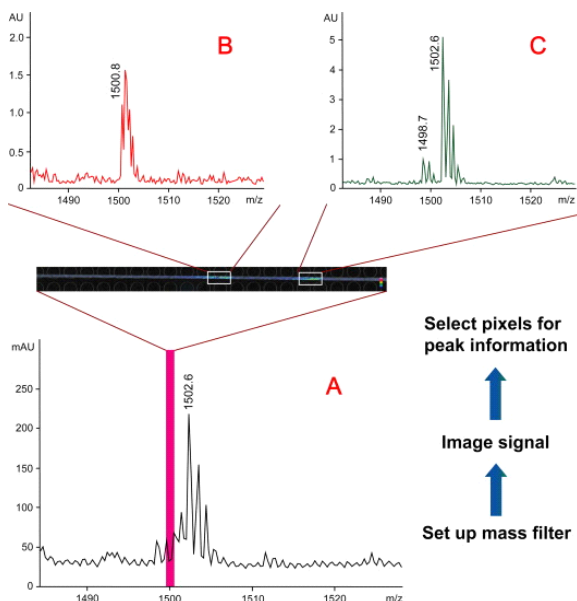 AU
B
2.0
1.5
1.0
0.5
0
1500.8
1490
1500
1510
1520
m/z
AU
C
5
4
3
2
1
0
1498.7
1502.6
1490
1500
1510
1520
m/z
Select pixels for
peak information
Image signal
Set up mass filter
mAU
A
250
200
150
100
50
0
1502.6
1490
1500
1510
1520
m/z